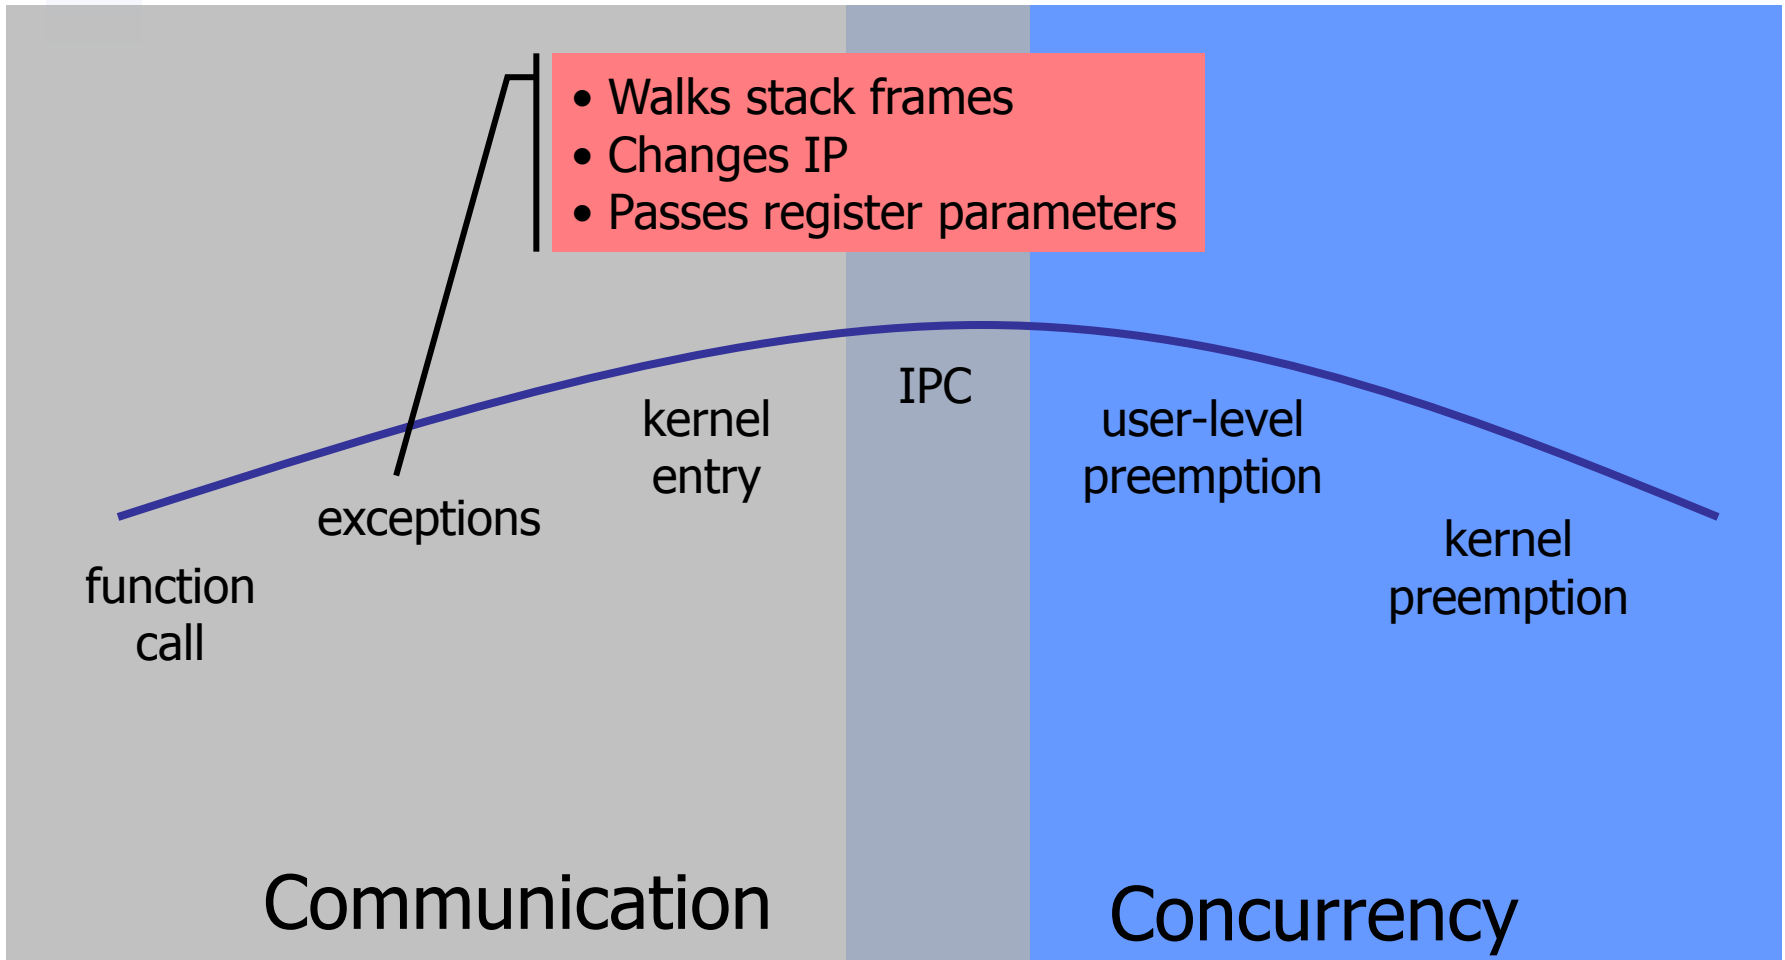 • Walks stack frames
• Changes IP
• Passes register parameters
IPC
kernel
entry
user-level
preemption
exceptions
kernel
preemption
function
call
Communication
Concurrency